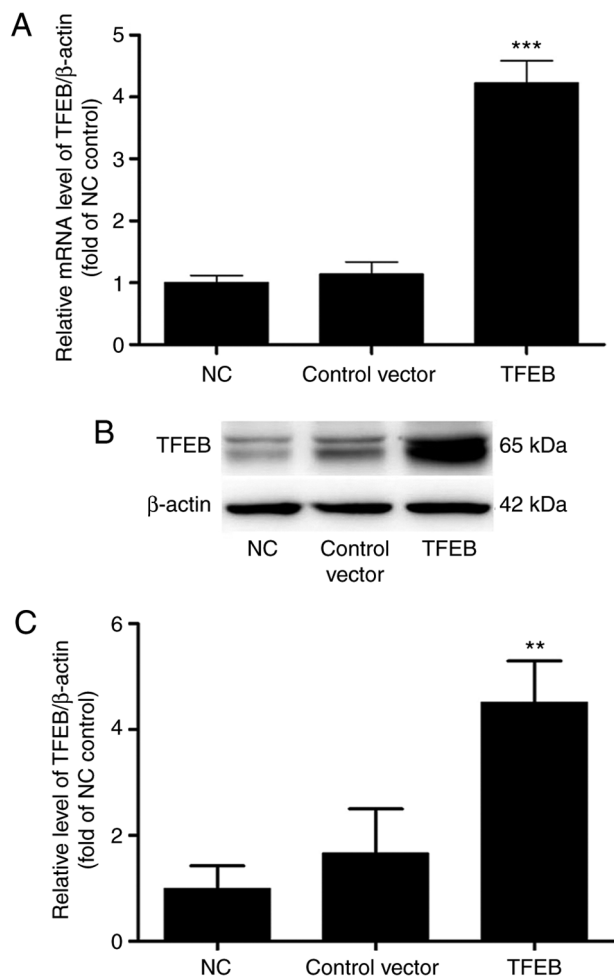 A
Relative mRNA level of TFEB/β-actin
(fold of NC control)
5
4
3
2
1
0
***
NC
Control vector
TFEB
B
TFEB
65 kDa
β-actin
42 kDa
NC
Control
vector
TFEB
C
Relative level of TFEB/β-actin
(fold of NC control)
6
4
2
0
**
NC
Control vector
TFEB